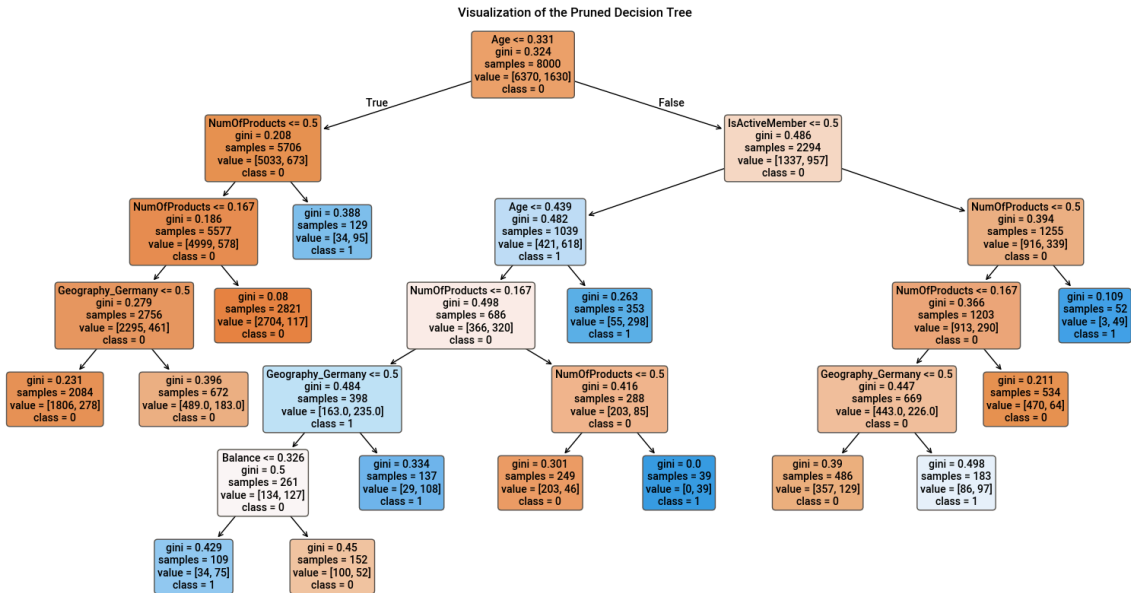 Visualization of the Pruned Decision Tree
Age <= 0.331
gini = 0.324
samples = 8000
value = [6370, 1630]
class = 0
True
False
NumOfProducts <= 0.5
gini = 0.208
samples = 5706
value = [5033, 673]
class = 0
IsActiveMember <= 0.5
gini = 0.486
samples = 2294
value = [1337, 957]
class = 0
NumOfProducts <= 0.167
gini = 0.186
samples = 5577
value = [4999, 578]
class = 0
gini = 0.388
samples = 129
value = [34, 95]
class = 1
Age <= 0.439
gini = 0.482
samples = 1039
value = [421, 618]
class = 1
NumOfProducts <= 0.5
gini = 0.394
samples = 1255
value = [916, 339]
class = 0
Geography_Germany <= 0.5
gini = 0.279
samples = 2756
value = [2295, 461]
class = 0
gini = 0.08
samples = 2821
value = [2704, 117]
class = 0
NumOfProducts <= 0.167
gini = 0.498
samples = 686
value = [366, 320]
class = 0
gini = 0.263
samples = 353
value = [55, 298]
class = 1
NumOfProducts <= 0.167
gini = 0.366
samples = 1203
value = [913, 290]
class = 0
gini = 0.109
samples = 52
value = [3, 49]
class = 1
gini = 0.231
samples = 2084
value = [1806, 278]
class = 0
gini = 0.396
samples = 672
value = [489.0, 183.0]
class = 0
Geography_Germany <= 0.5
gini = 0.484
samples = 398
value = [163.0, 235.0]
class = 1
NumOfProducts <= 0.5
gini = 0.416
samples = 288
value = [203, 85]
class = 0
Geography_Germany <= 0.5
gini = 0.447
samples = 669
value = [443.0, 226.0]
class = 0
gini = 0.211
samples = 534
value = [470, 64]
class = 0
Balance <= 0.326
gini = 0.5
samples = 261
value = [134, 127]
class = 0
gini = 0.334
samples = 137
value = [29, 108]
class = 1
gini = 0.301
samples = 249
value = [203, 46]
class = 0
gini = 0.0
samples = 39
value = [0, 39]
class = 1
gini = 0.39
samples = 486
value = [357, 129]
class = 0
gini = 0.498
samples = 183
value = [86, 97]
class = 1
gini = 0.429
samples = 109
value = [34, 75]
class = 1
gini = 0.45
samples = 152
value = [100, 52]
class = 0